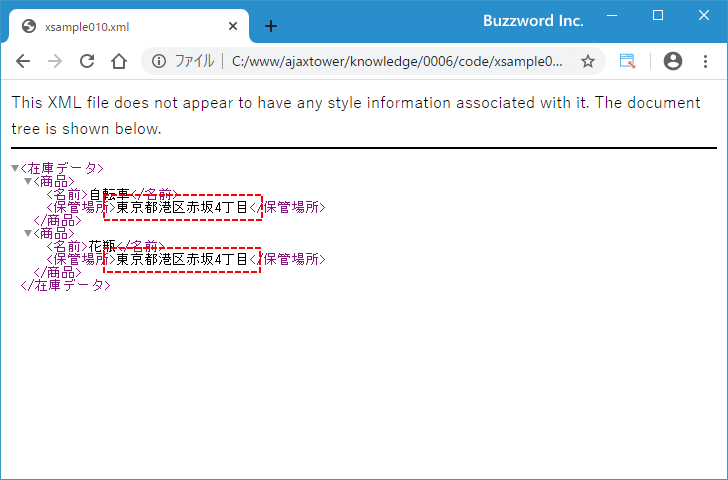 xsample010.xml
Buzzword Inc.
ファイル | C:/www/ajaxtower/knowledge/0006/code/xsample0...
This XML file does not appear to have any style information associated with it. The document
tree is shown below.
▼<在庫データ>
▼<商品>
<名前>自転車</名前>
<保管場所>東京都港区赤坂4丁目</保管場所>
</商品>
▼<商品>
<名前>花瓶</名前>
<保管場所>東京都港区赤坂4丁目</保管場所>
</商品>
</在庫データ>